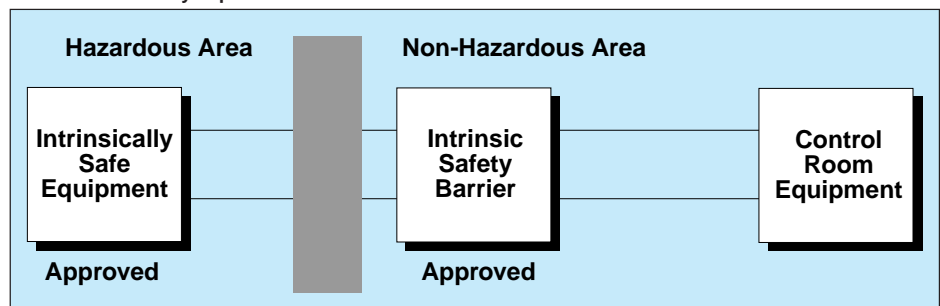 Hazardous Area
Non-Hazardous Area
Intrinsically
Safe
Equipment
Intrinsic
Safety
Barrier
Control
Room
Equipment
Approved
Approved